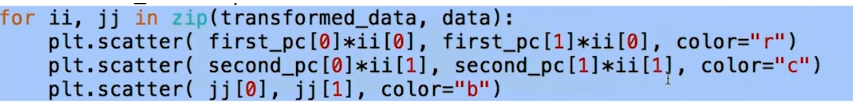 for ii, jj in zip(transformed_data, data):
    plt.scatter( first_pc[0]*ii[0], first_pc[1]*ii[0], color="r")
    plt.scatter( second_pc[0]*ii[1], second_pc[1]*ii[1], color="c")
    plt.scatter( jj[0], jj[1], color="b")